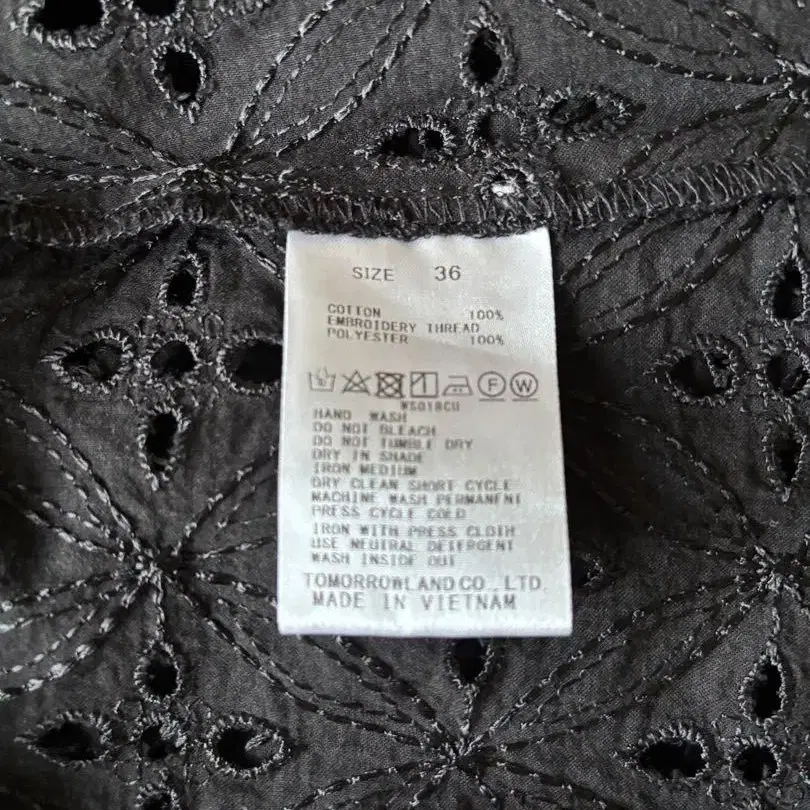 SIZE 36
COTTON 100%
EMBROIDERY THREAD
POLYESTER 100%
F W
WS018CU
HAND WASH
DO NOT BLEACH
DO NOT TUMBLE DRY
DRY IN SHADE
IRON MEDIUM
DRY CLEAN SHORT CYCLE
MACHINE WASH PERMANENT
PRESS CYCLE COLD
IRON WITH PRESS CLOTH
USE NEUTRAL DETERGENT
WASH INSIDE OUT
TOMORROWLAND CO.,LTD.
MADE IN VIETNAM